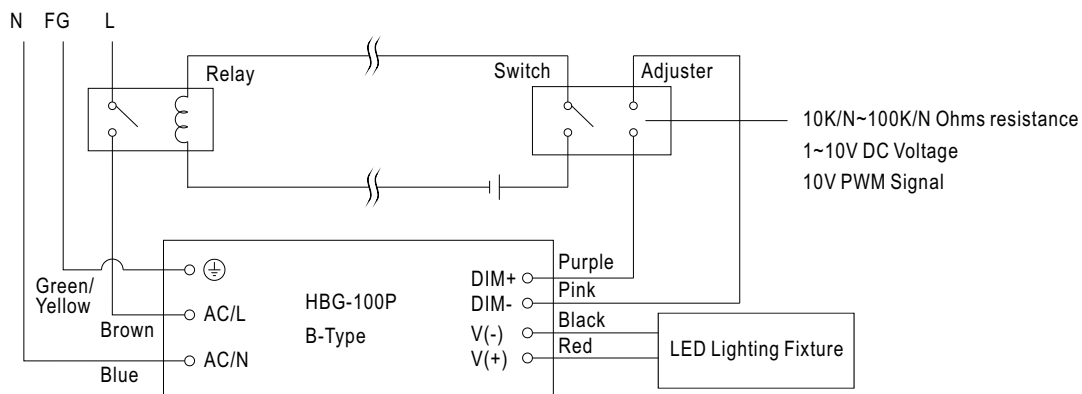 N FG L
Relay
Switch
Adjuster
10K/N~100K/N Ohms resistance
1~10V DC Voltage
10V PWM Signal
Green/
Yellow
Brown
Blue
AC/L
AC/N
HBG-100P
B-Type
DIM+
DIM-
V(-)
V(+)
Purple
Pink
Black
Red
LED Lighting Fixture